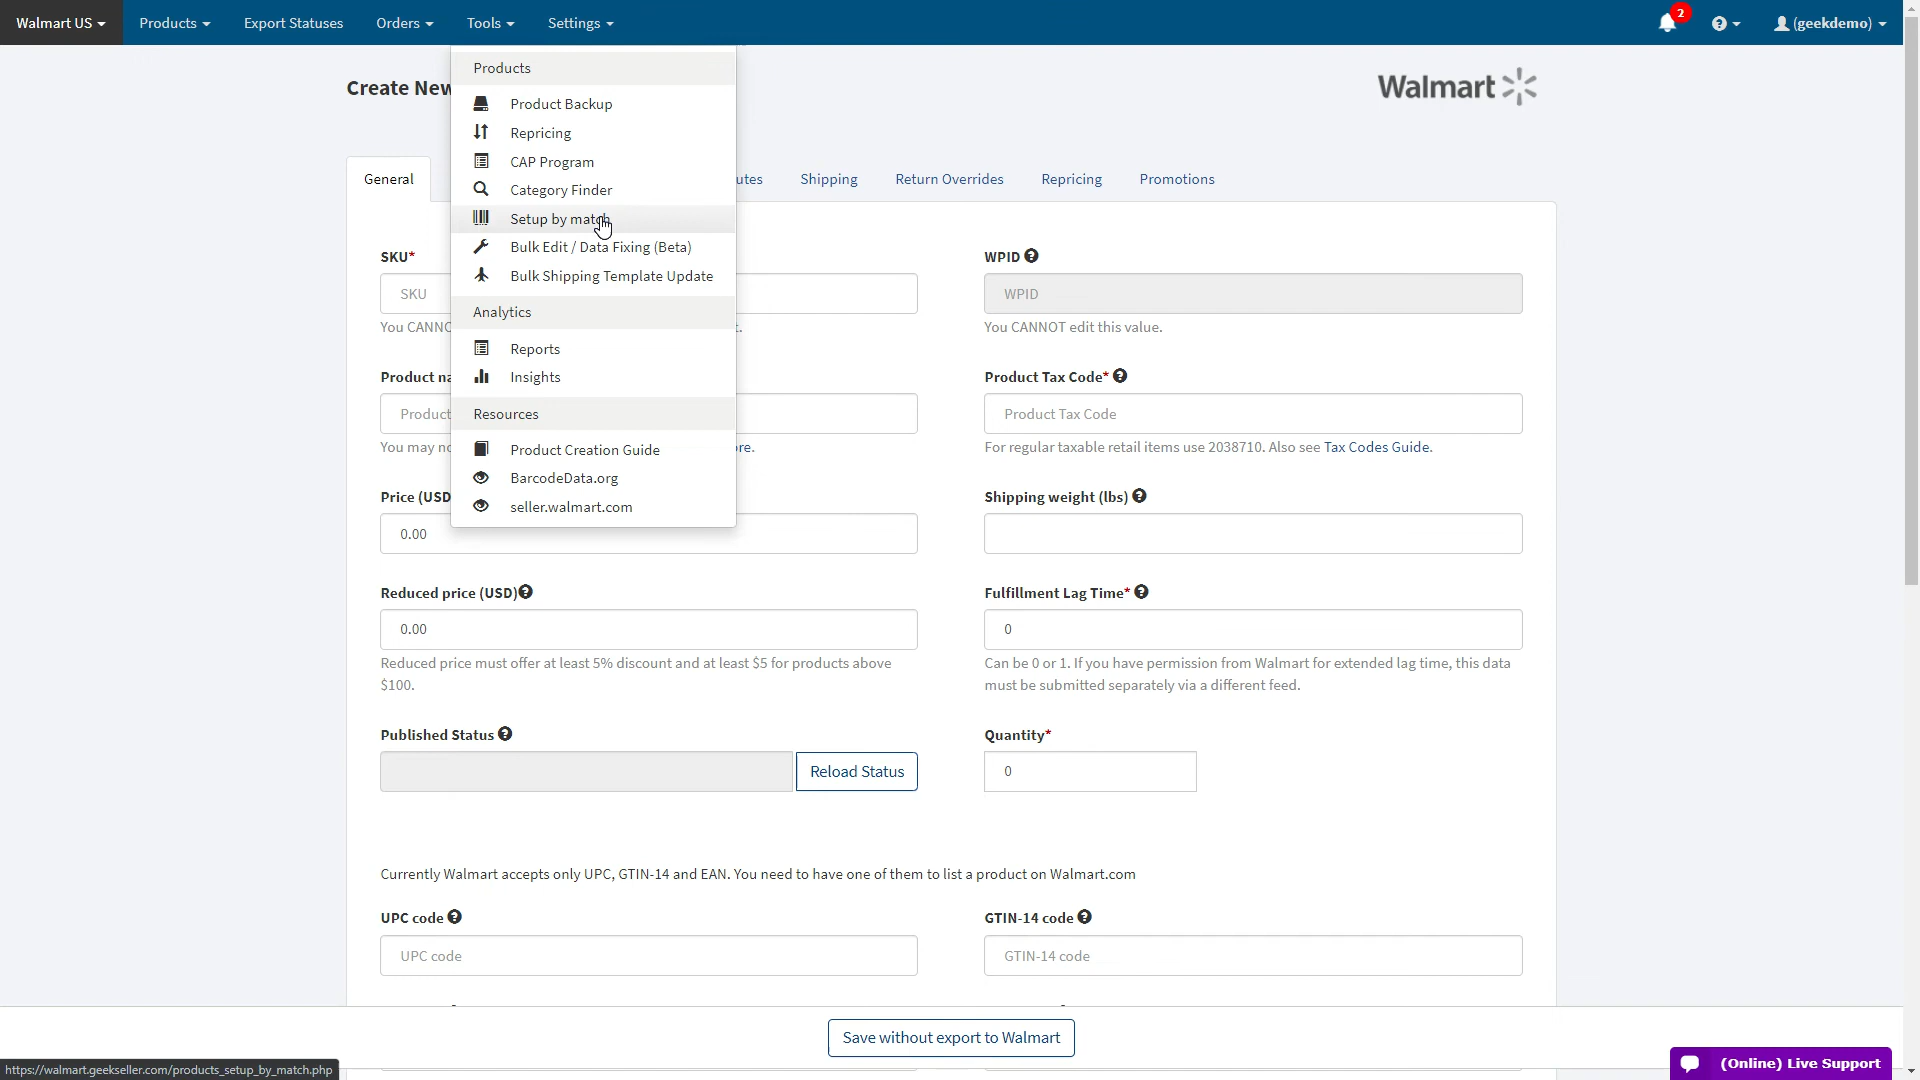 Walmart US
Products
Export Statuses
Orders
Tools
Settings
2
(geekdemo)
Create New
Walmart
Products
Product Backup
Repricing
CAP Program
Category Finder
Setup by match
Bulk Edit / Data Fixing (Beta)
Bulk Shipping Template Update
Analytics
Reports
Insights
Resources
Product Creation Guide
BarcodeData.org
seller.walmart.com
General
utes
Shipping
Return Overrides
Repricing
Promotions
SKU*
SKU
You CANNO
t.
WPID
WPID
You CANNOT edit this value.
Product na
Product
You may no
ore.
Product Tax Code*
Product Tax Code
For regular taxable retail items use 2038710. Also see Tax Codes Guide.
Price (USD
0.00
Shipping weight (lbs)
Reduced price (USD)
0.00
Reduced price must offer at least 5% discount and at least $5 for products above
$100.
Fulfillment Lag Time*
0
Can be 0 or 1. If you have permission from Walmart for extended lag time, this data
must be submitted separately via a different feed.
Published Status
Reload Status
Quantity*
0
Currently Walmart accepts only UPC, GTIN-14 and EAN. You need to have one of them to list a product on Walmart.com
UPC code
UPC code
GTIN-14 code
GTIN-14 code
Save without export to Walmart
https://walmart.geekseller.com/products_setup_by_match.php
(Online) Live Support